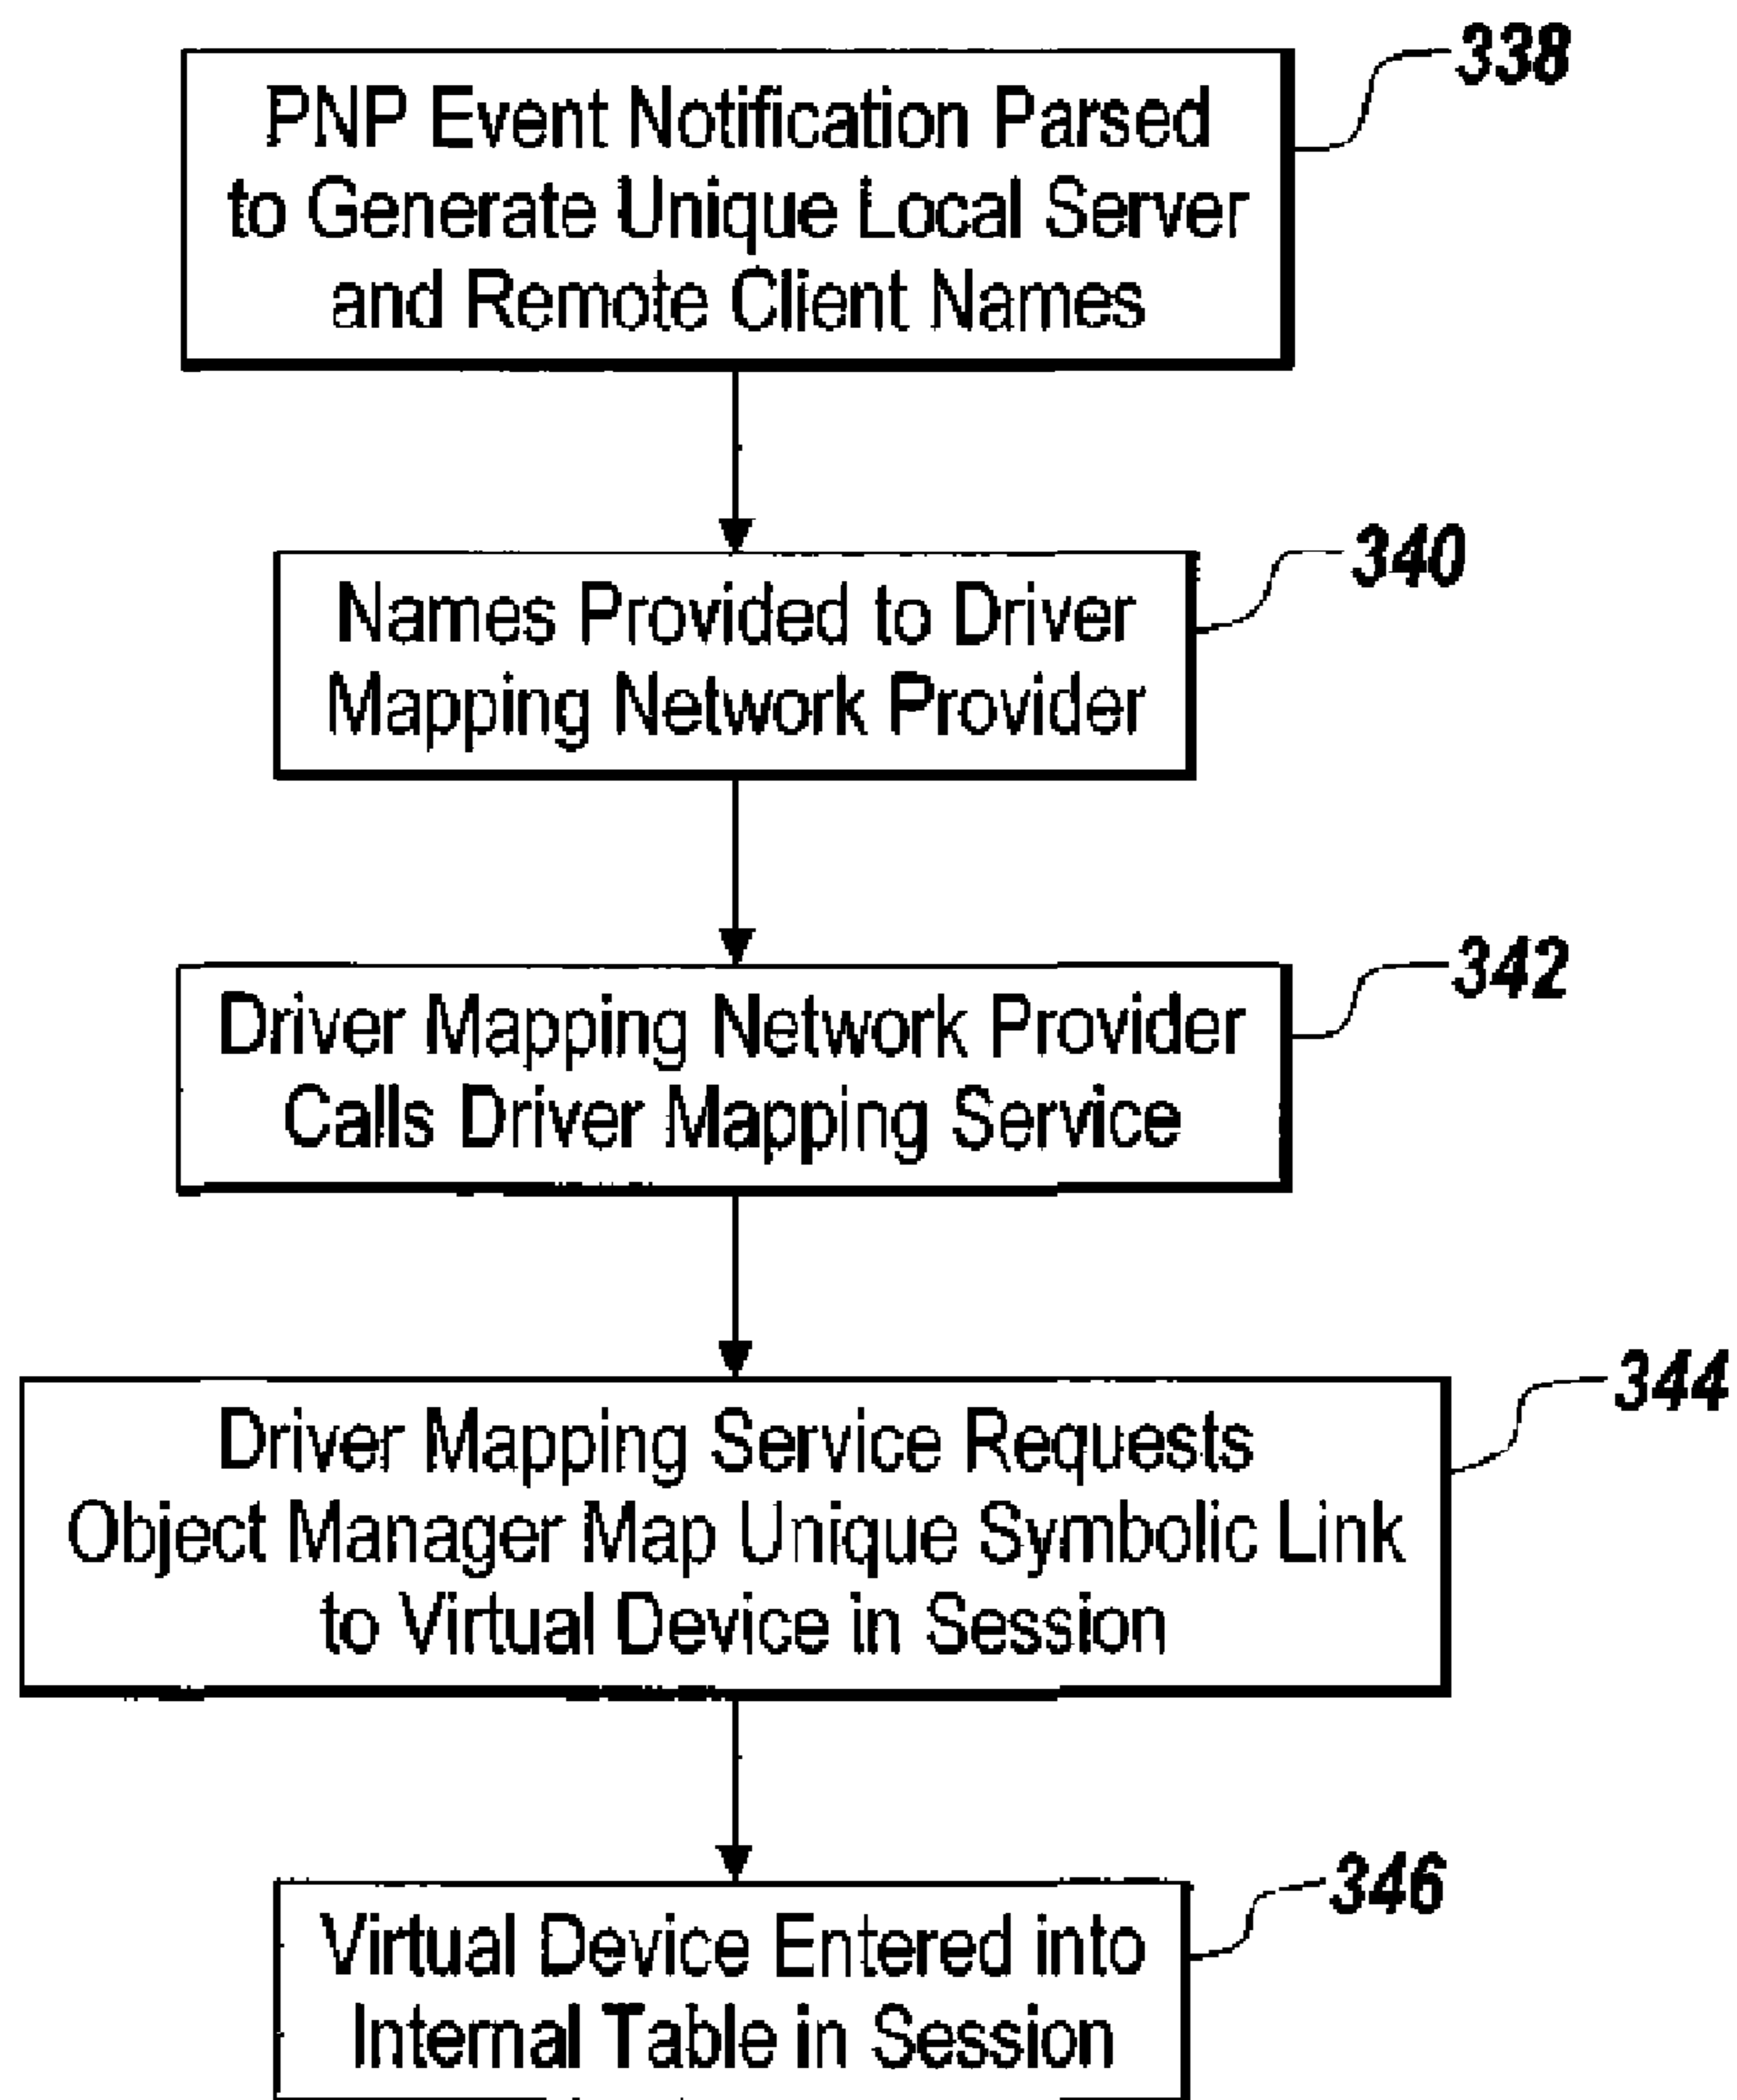 338
PNP Event Notification Parsed
to Generate Unique Local Server
and Remote Client Names
340
Names Provided to Driver
Mapping Network Provider
342
Driver Mapping Network Provider
Calls Driver Mapping Service
344
Driver Mapping Service Requests
Object Manager Map Unique Symbolic Link
to Virtual Device in Session
346
Virtual Device Entered into
Internal Table in Session